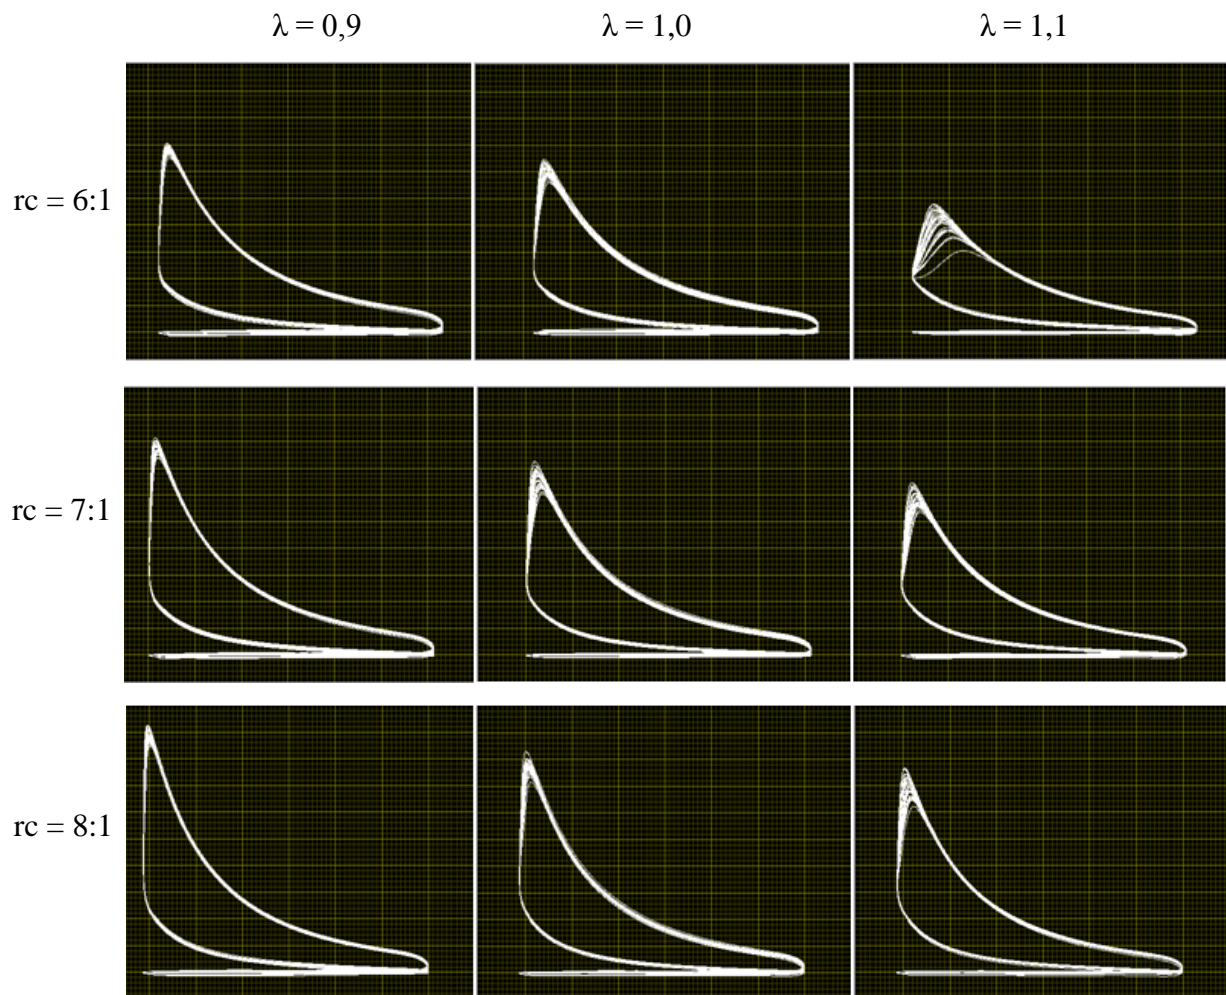 λ = 0,9 λ = 1,0 λ = 1,1
rc = 6:1
rc = 7:1
rc = 8:1